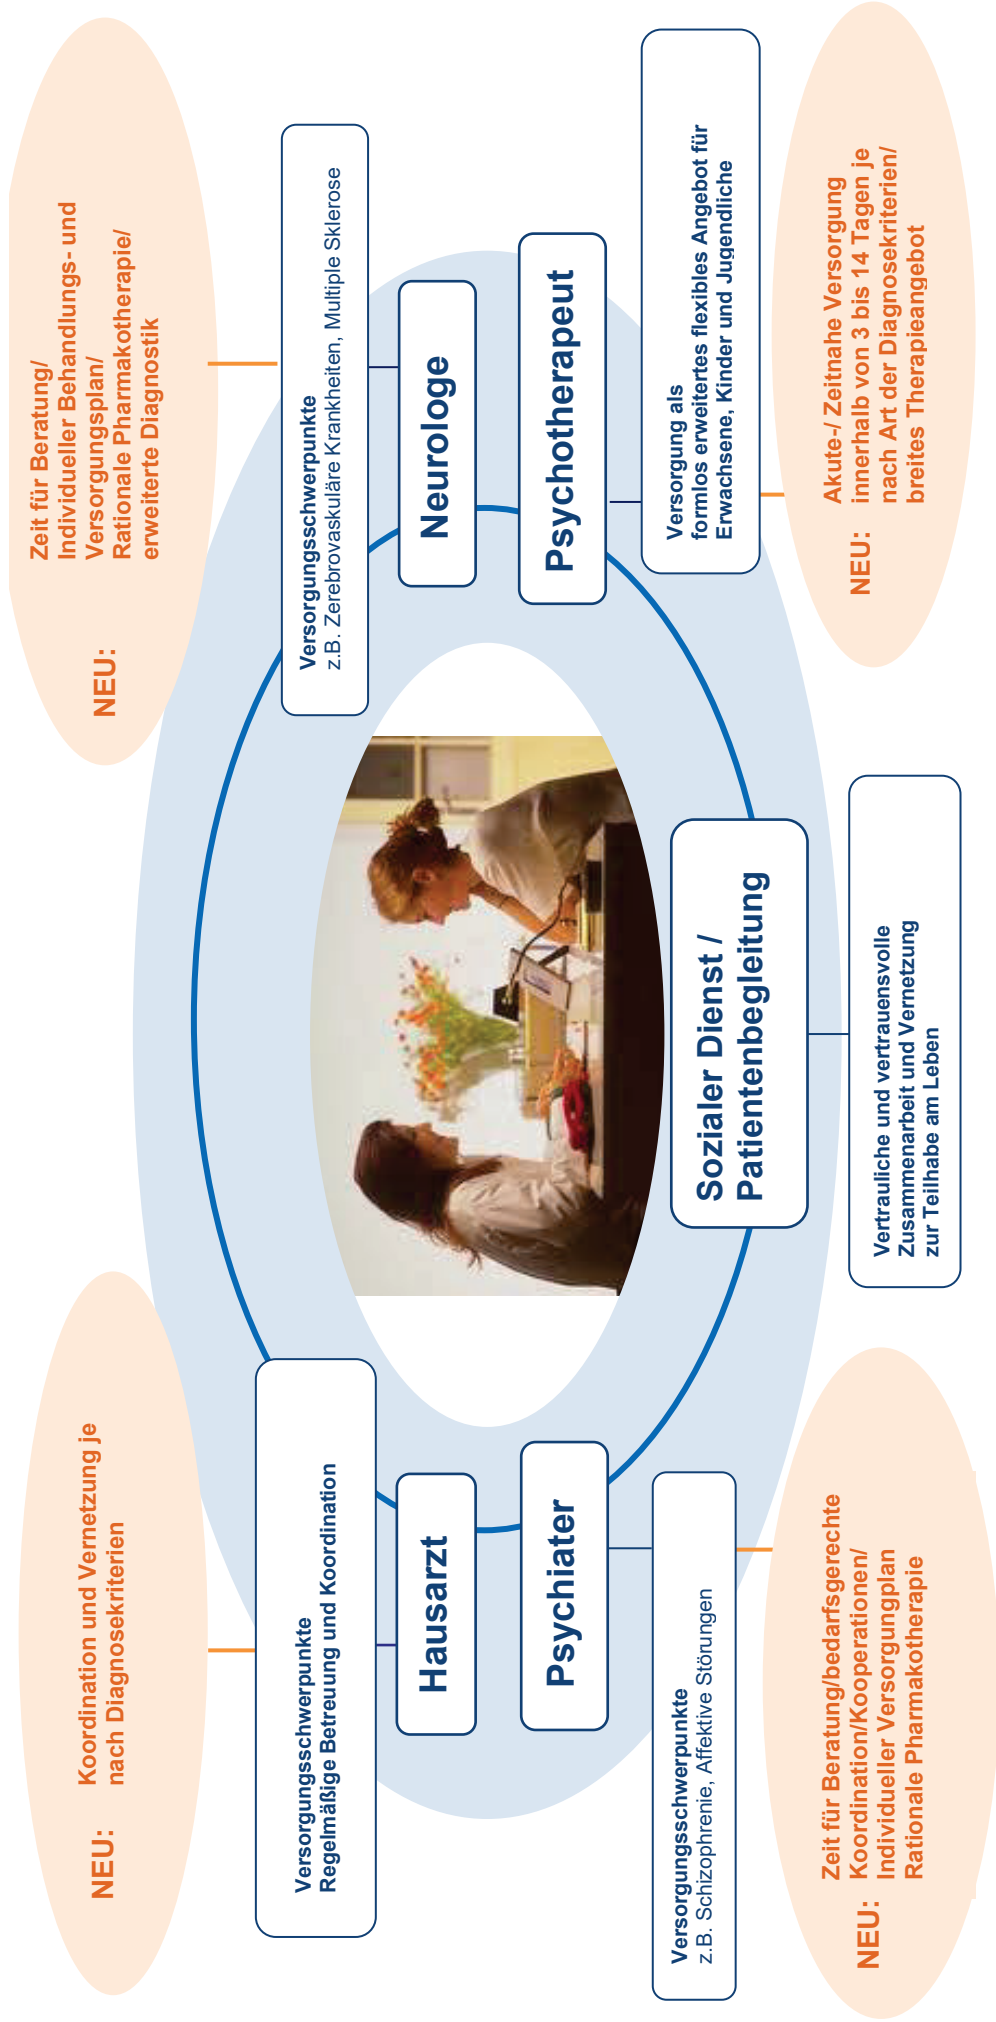 NEU:
Koordination und Vernetzung je
nach Diagnosekriterien
Versorgungsschwerpunkte
Regelmäßige Betreuung und Koordination
Hausarzt
NEU:
Zeit für Beratung/
Individueller Behandlungs- und
Versorgungsplan/
Rationale Pharmakotherapie/
erweiterte Diagnostik
Versorgungsschwerpunkte
z.B. Zerebrovaskuläre Krankheiten, Multiple Sklerose
Neurologe
Psychiater
Versorgungsschwerpunkte
z.B. Schizophrenie, Affektive Störungen
NEU:
Zeit für Beratung/bedarfsgerechte
Koordination/Kooperationen/
Individueller Versorgungplan
Rationale Pharmakotherapie
Sozialer Dienst /
Patientenbegleitung
Vertrauliche und vertrauensvolle
Zusammenarbeit und Vernetzung
zur Teilhabe am Leben
Psychotherapeut
Versorgung als
formlos erweitertes flexibles Angebot für
Erwachsene, Kinder und Jugendliche
NEU:
Akute-/ Zeitnahe Versorgung
innerhalb von 3 bis 14 Tagen je
nach Art der Diagnosekriterien/
breites Therapieangebot